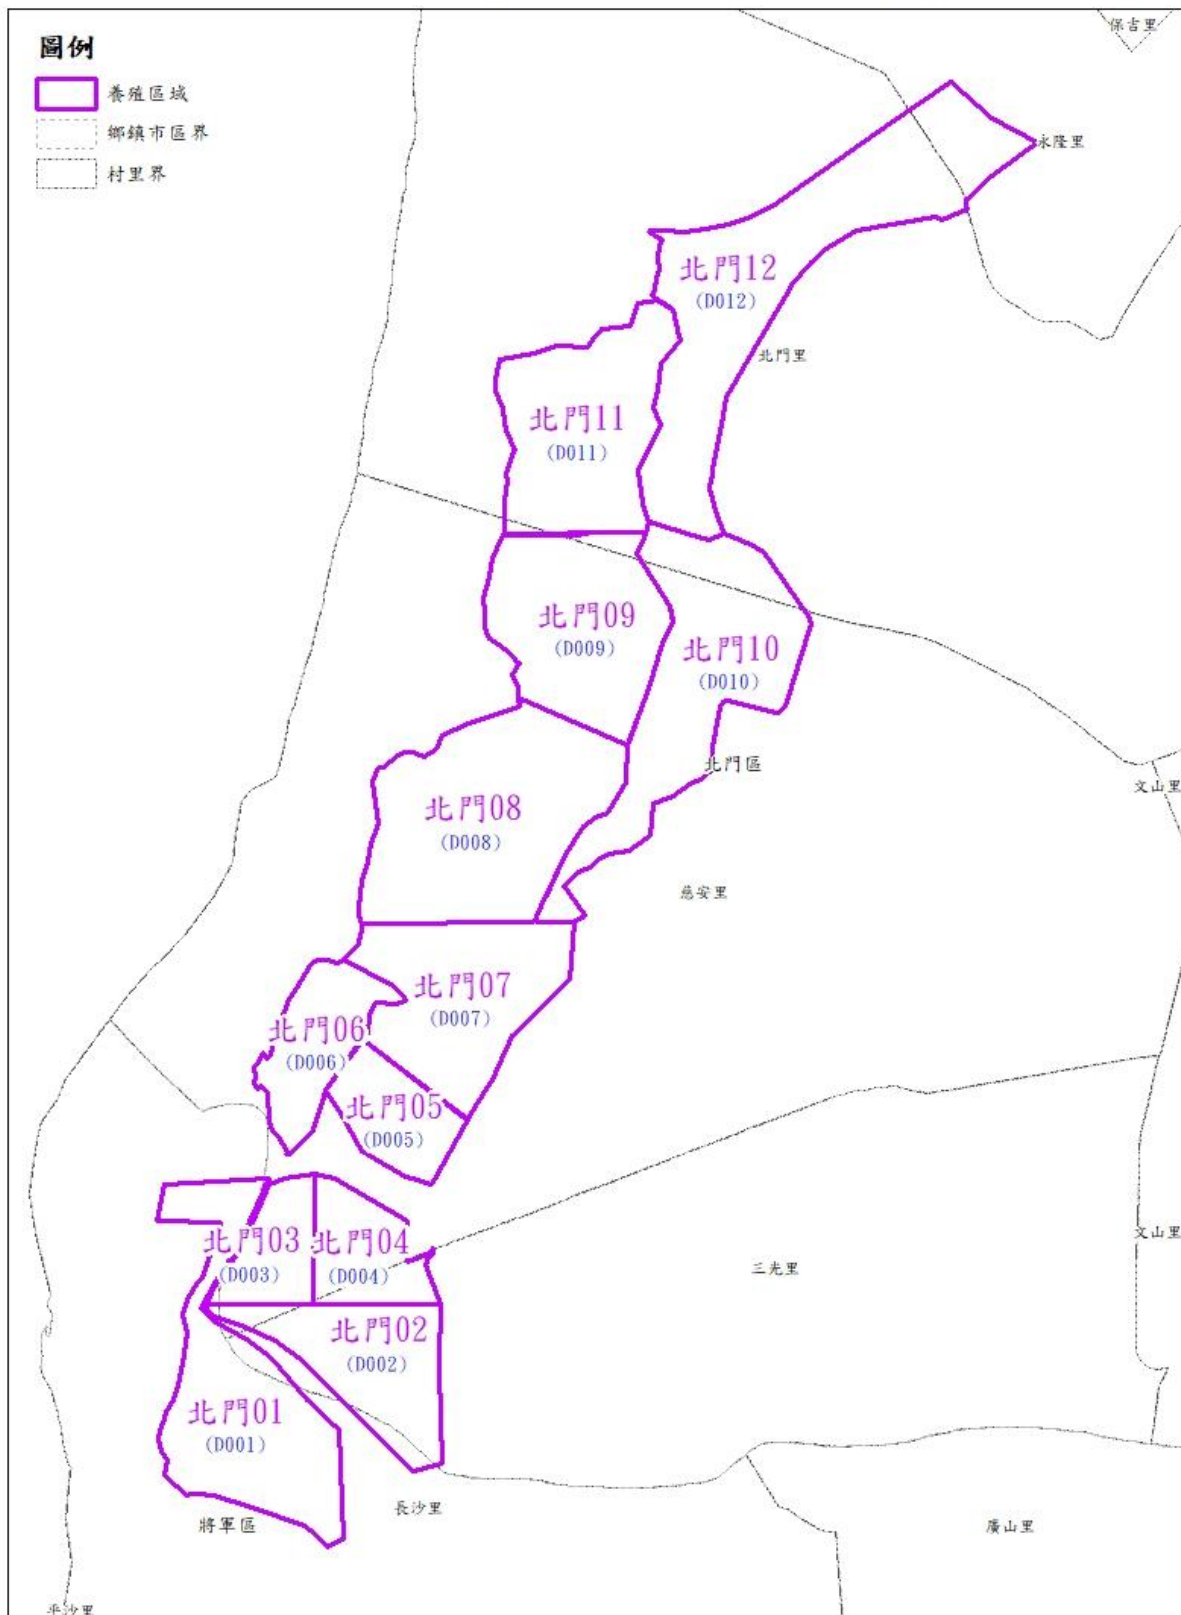 保吉里
圖例
養殖區域
鄉鎮市區界
村里界
永隆里
北門12
(D012)
北門里
北門11
(D011)
北門09
(D009)
北門10
(D010)
北門區
文山里
北門08
(D008)
慈安里
北門07
(D007)
北門06
(D006)
北門05
(D005)
北門03
(D003)
北門04
(D004)
文山里
三光里
北門02
(D002)
北門01
(D001)
長沙里
將軍區
廣山里
平沙里